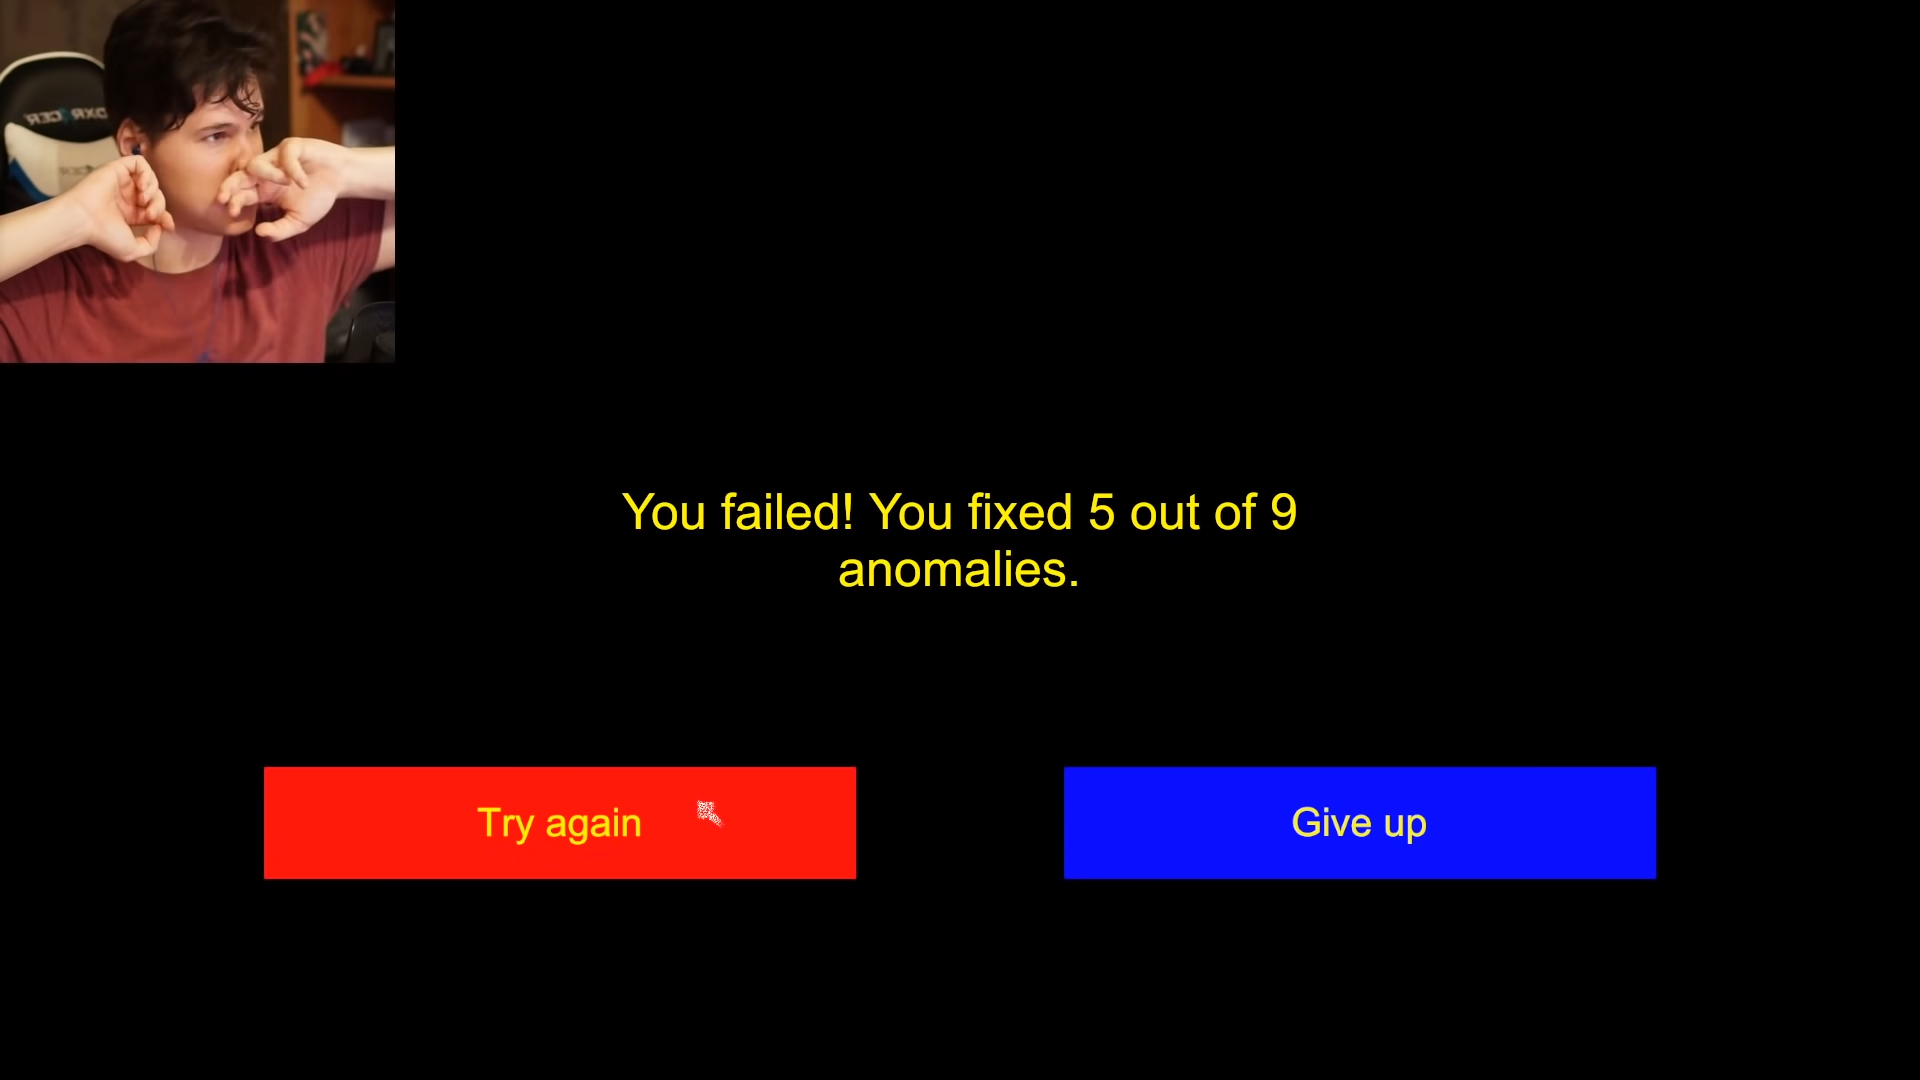 You failed! You fixed 5 out of 9
anomalies.
Try again
Give up